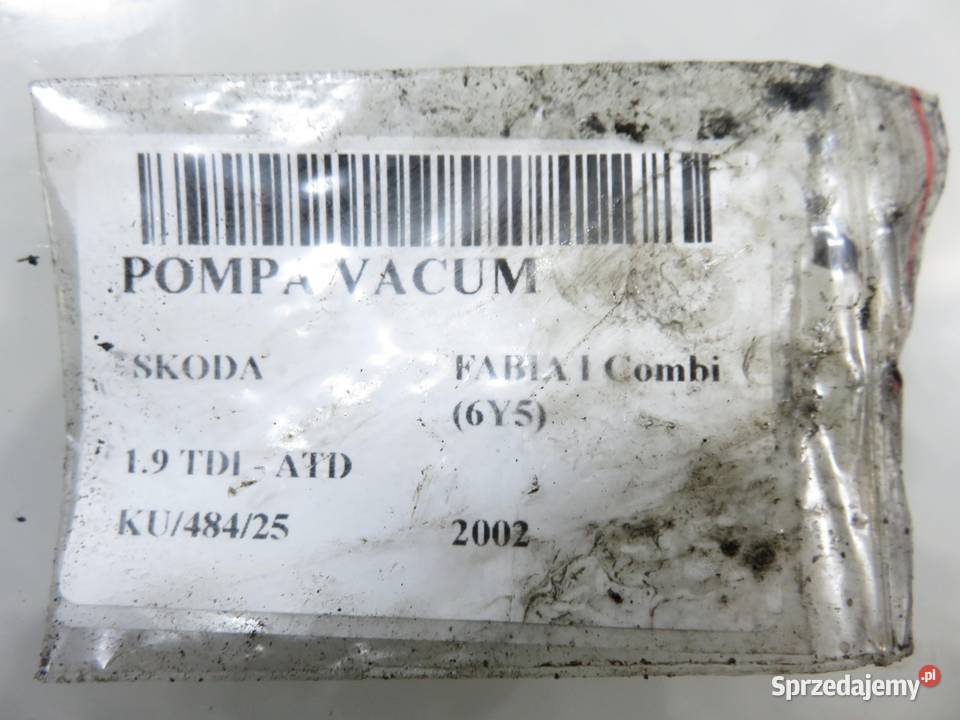 POMPA VACUM
SKODA FABIA I Combi
(6Y5)
1.9 TDI - ATD
KU/484/25 2002
Sprzedajemy.pl